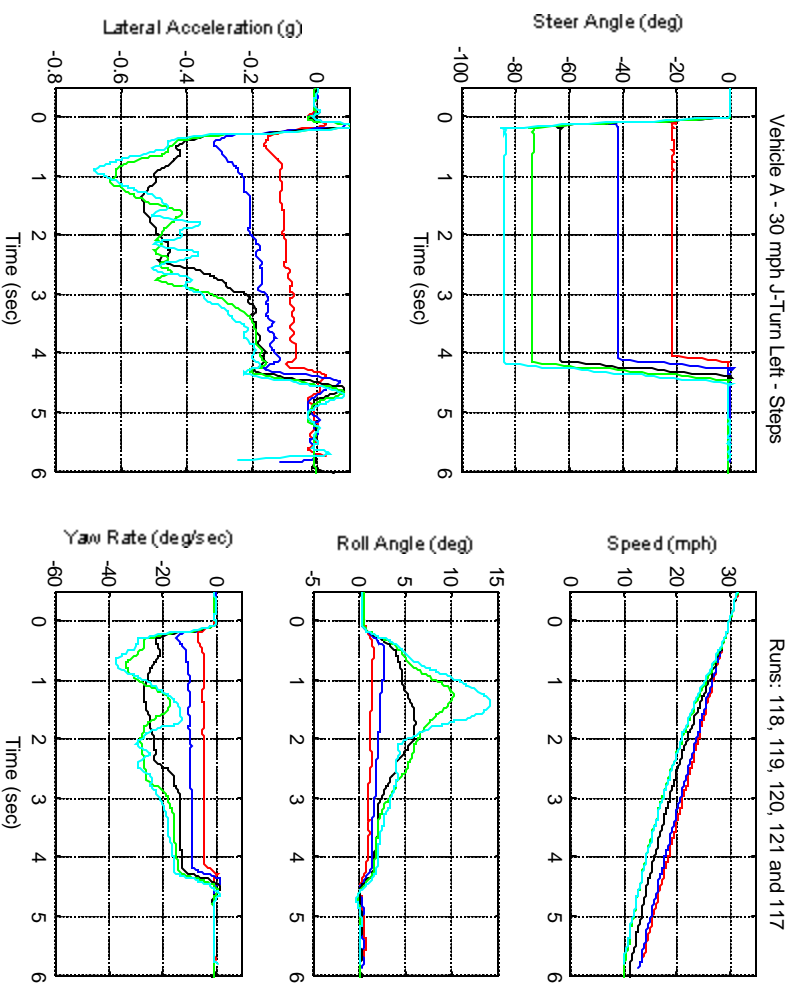 Vehicle A - 30 mph J-Turn Left - Steps
Steer Angle (deg)
0
-20
-40
-60
-80
-100
0 1 2 3 4 5 6
Time (sec)
Lateral Acceleration (g)
0
-0.2
-0.4
-0.6
-0.8
0 1 2 3 4 5 6
Time (sec)
Runs: 118, 119, 120, 121 and 117
Speed (mph)
30
20
10
0
0 1 2 3 4 5 6
Roll Angle (deg)
15
10
5
0
-5
0 1 2 3 4 5 6
Yaw Rate (deg/sec)
0
-20
-40
-60
0 1 2 3 4 5 6
Time (sec)